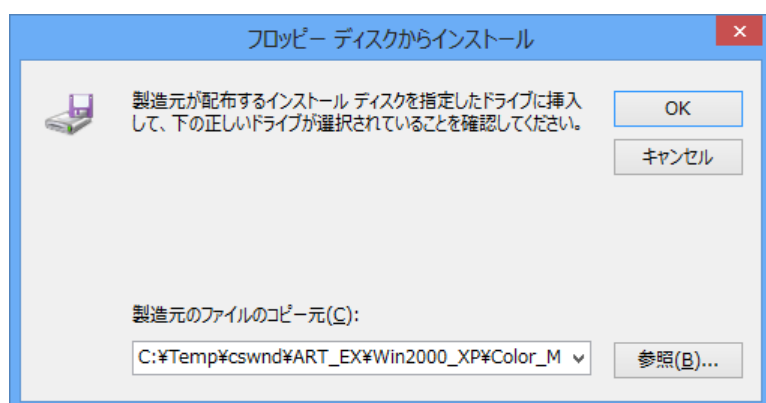 フロッピー ディスクからインストール
製造元が配布するインストール ディスクを指定したドライブに挿入
して、下の正しいドライブが選択されていることを確認してください。
OK
キャンセル
製造元のファイルのコピー元(C):
C:¥Temp¥cswnd¥ART_EX¥Win2000_XP¥Color_M
参照(B)...